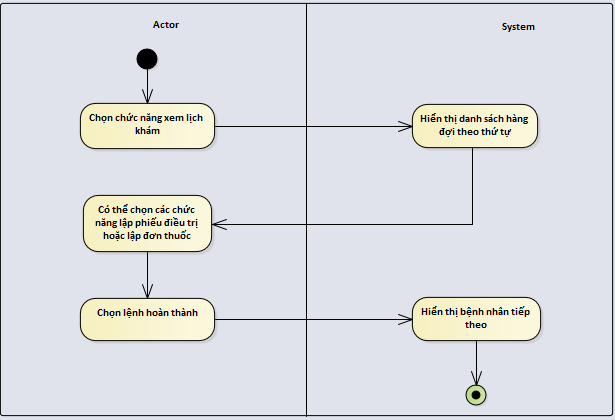 Actor
System
Chọn chức năng xem lịch
khám
Hiển thị danh sách hàng
đợi theo thứ tự
Có thể chọn các chức
năng lập phiếu điều trị
hoặc lập đơn thuốc
Chọn lệnh hoàn thành
Hiển thị bệnh nhân tiếp
theo